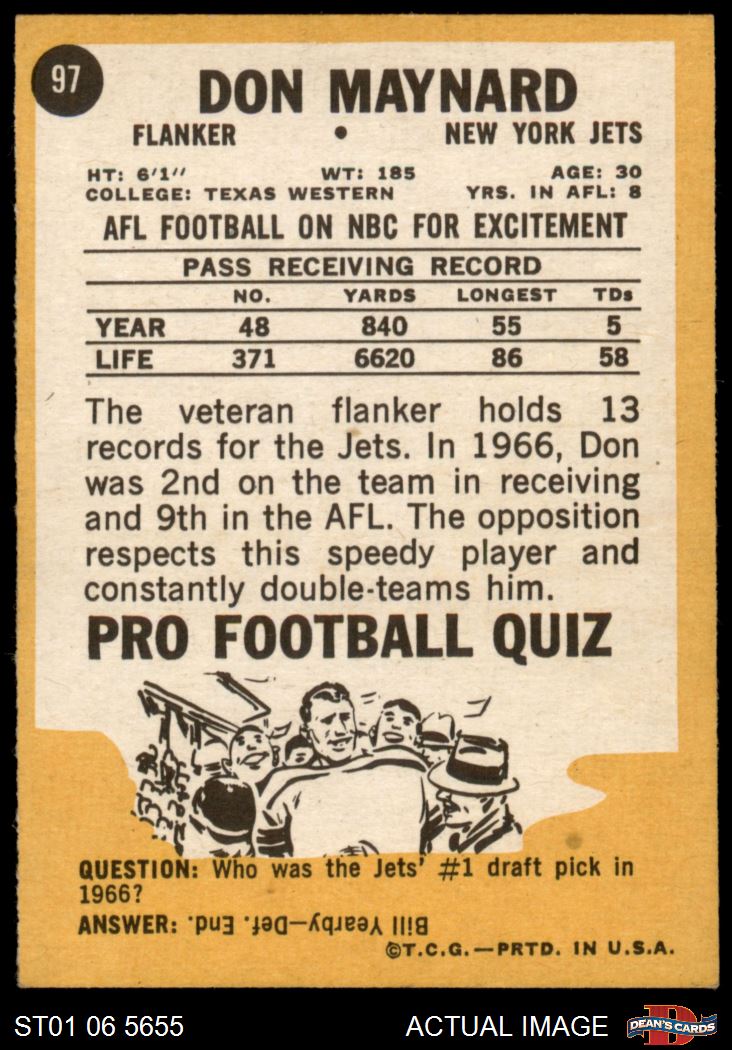 97
DON MAYNARD
FLANKER • NEW YORK JETS
HT: 6'1" WT: 185 AGE: 30
COLLEGE: TEXAS WESTERN YRS. IN AFL: 8
AFL FOOTBALL ON NBC FOR EXCITEMENT
PASS RECEIVING RECORD
NO. YARDS LONGEST TDs
YEAR 48 840 55 5
LIFE 371 6620 86 58
The veteran flanker holds 13
records for the Jets. In 1966, Don
was 2nd on the team in receiving
and 9th in the AFL. The opposition
respects this speedy player and
constantly double-teams him.
PRO FOOTBALL QUIZ
QUESTION: Who was the Jets' #1 draft pick in
1966?
ANSWER: Bill Yearby—Def. End.
©T.C.G.—PRTD. IN U.S.A.
ST01 06 5655 ACTUAL IMAGE D DEAN'S CARDS